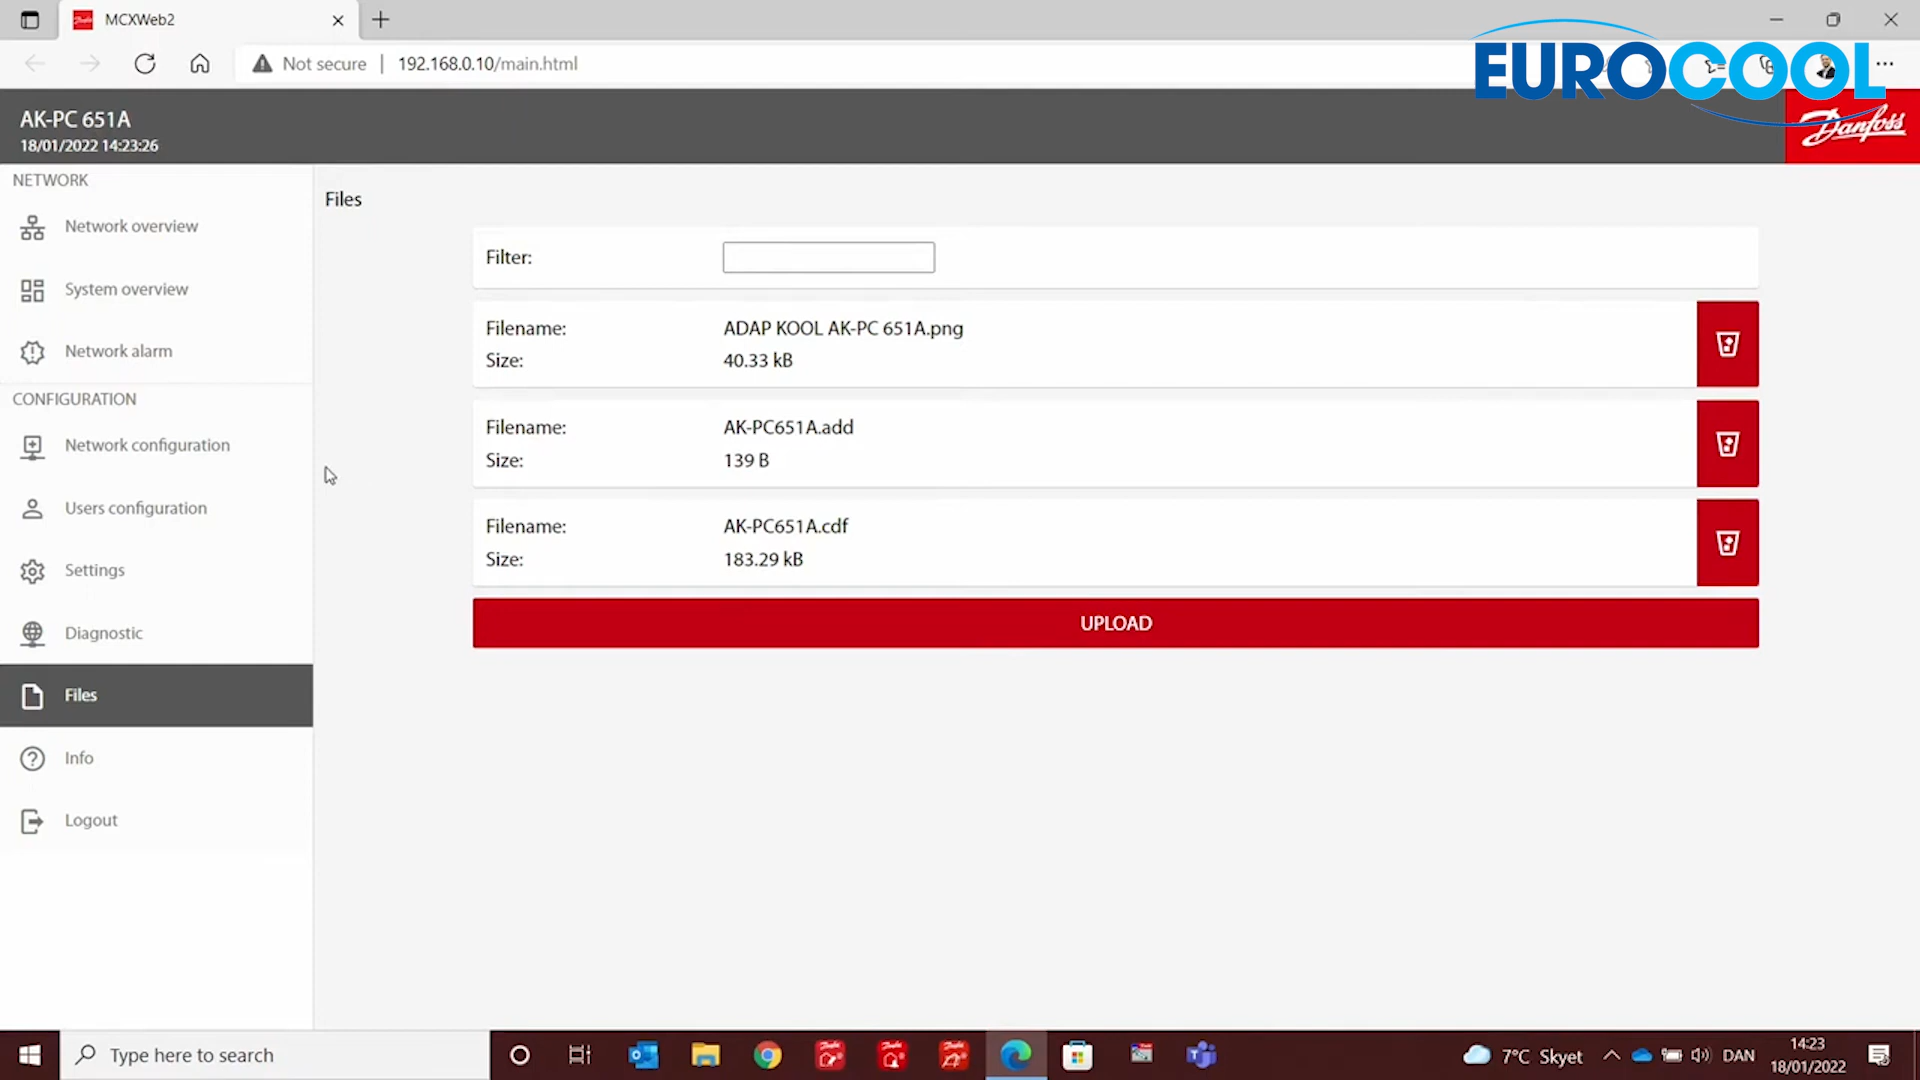 MCXWeb2
Not secure | 192.168.0.10/main.html
EUROCOOL
AK-PC 651A
18/01/2022 14:23:26
Danfoss
NETWORK
Network overview
System overview
Network alarm
CONFIGURATION
Network configuration
Users configuration
Settings
Diagnostic
Files
Info
Logout
Files
Filter:
Filename: ADAP KOOL AK-PC 651A.png
Size: 40.33 kB
Filename: AK-PC651A.add
Size: 139 B
Filename: AK-PC651A.cdf
Size: 183.29 kB
UPLOAD
Type here to search
7°C Skyet
DAN
14:23
18/01/2022